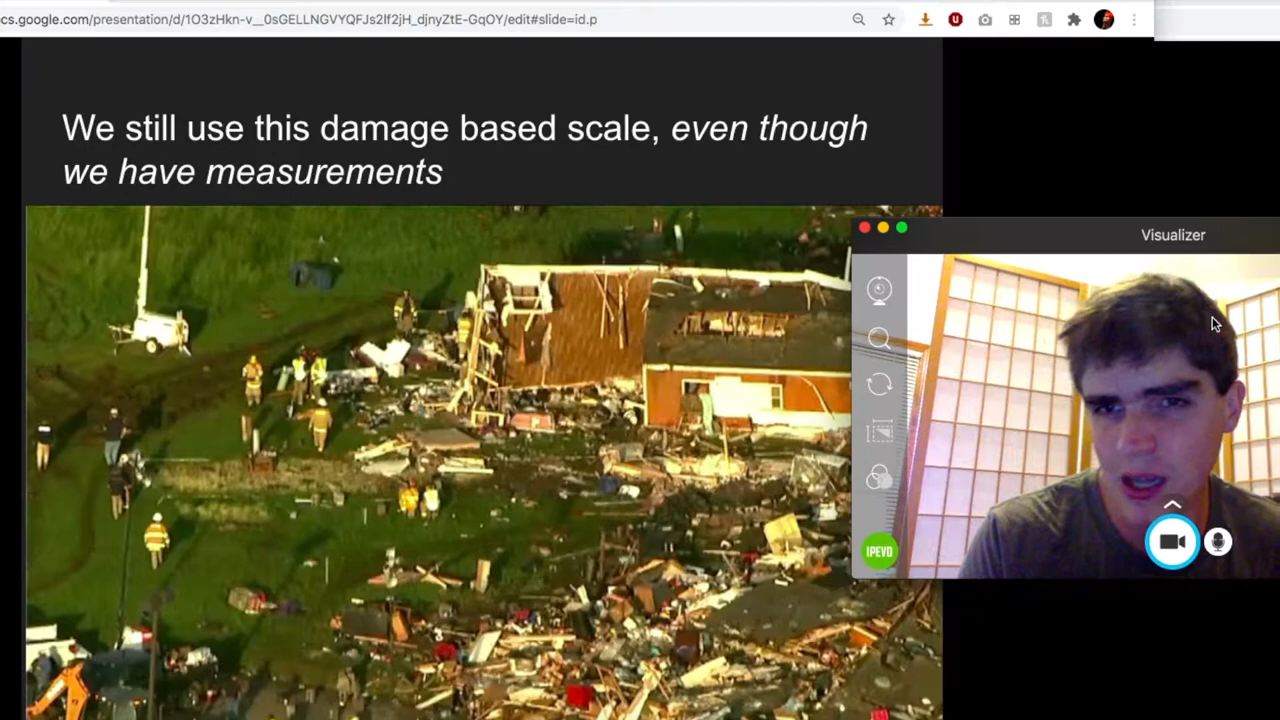 cs.google.com/presentation/d/1O3zHkn-v__0sGELLNGVYQFJs2If2jH_djnyZtE-GqOY/edit#slide=id.p
We still use this damage based scale, even though
we have measurements
Visualizer
IPEVO